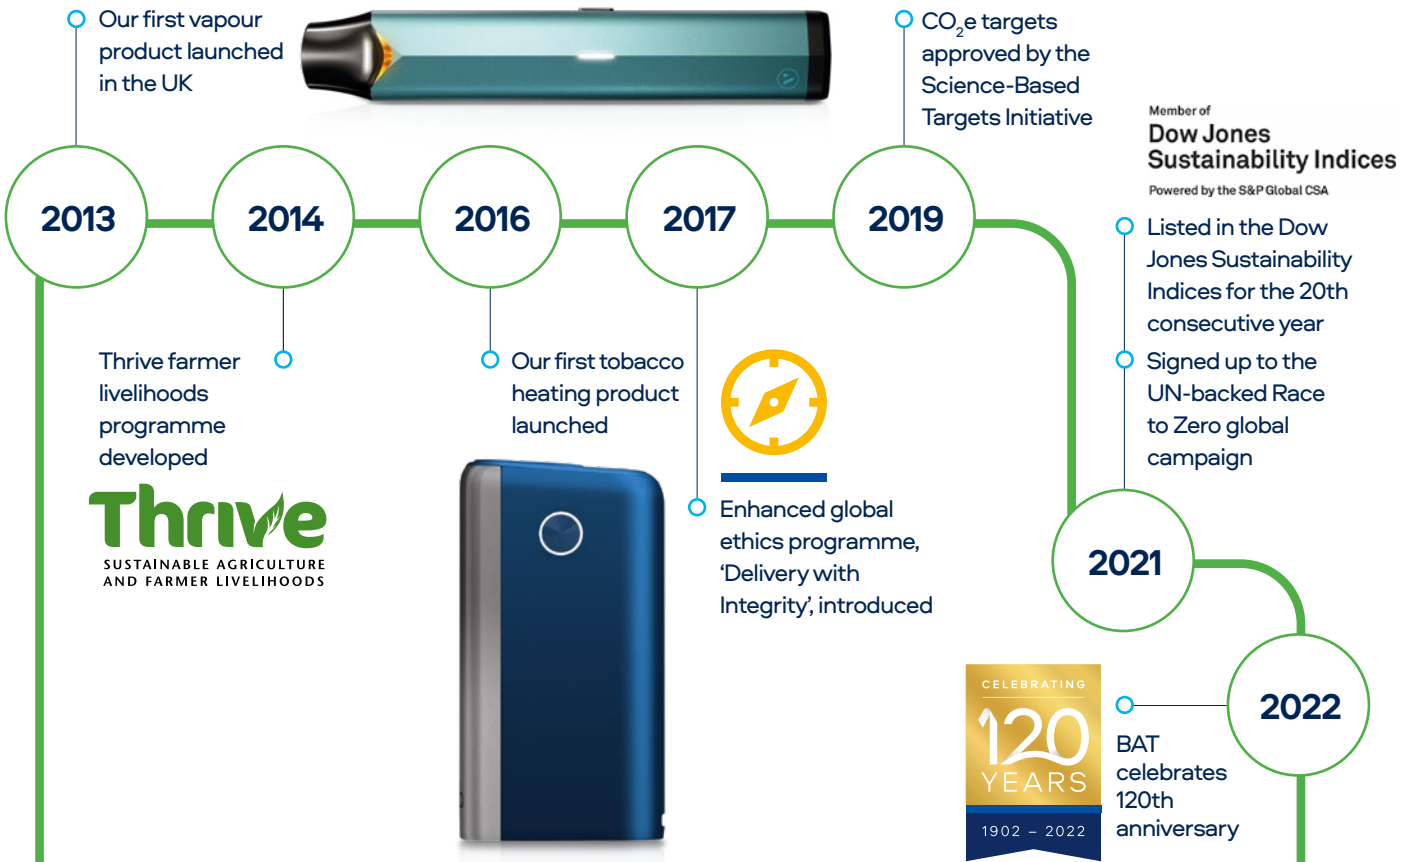 Our first vapour
product launched
in the UK
CO2e targets
approved by the
Science-Based
Targets Initiative
Member of
Dow Jones
Sustainability Indices
Powered by the S&P Global CSA
2013
2014
2016
2017
2019
Listed in the Dow
Jones Sustainability
Indices for the 20th
consecutive year
Signed up to the
UN-backed Race
to Zero global
campaign
Thrive farmer
livelihoods
programme
developed
Thrive
SUSTAINABLE AGRICULTURE
AND FARMER LIVELIHOODS
Our first tobacco
heating product
launched
Enhanced global
ethics programme,
‘Delivery with
Integrity’, introduced
2021
2022
CELEBRATING
120
YEARS
1902 – 2022
BAT
celebrates
120th
anniversary